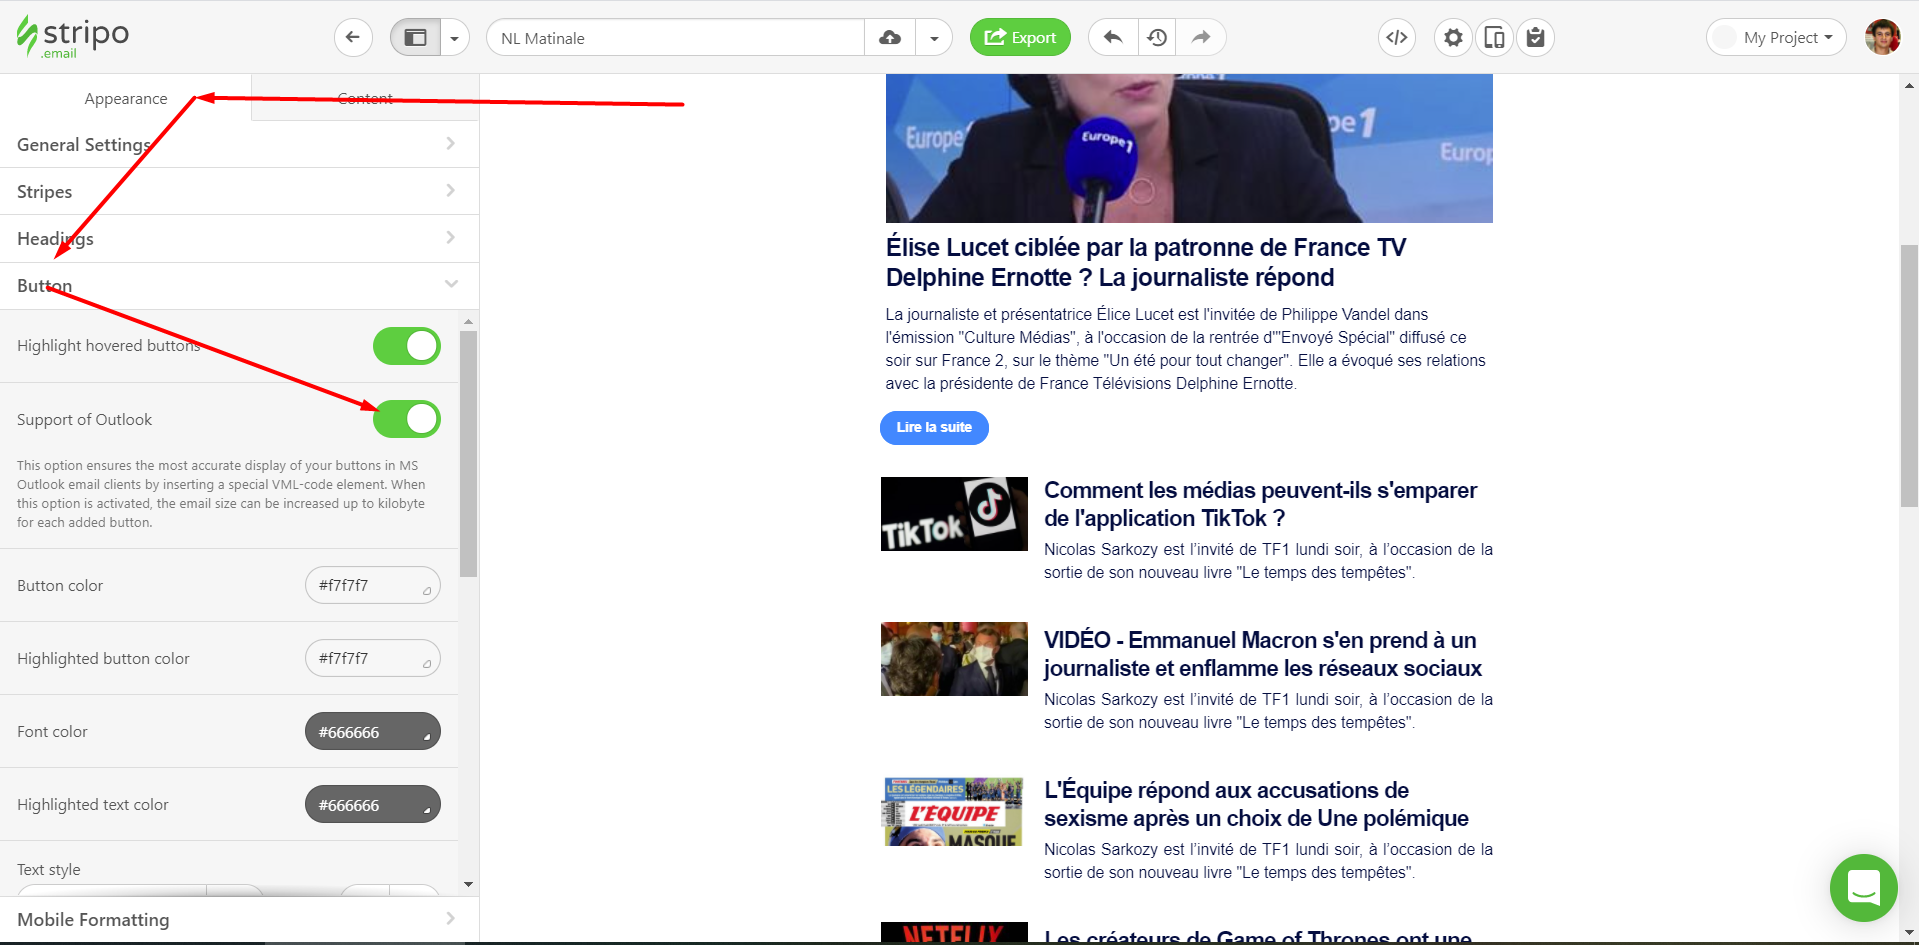 stripo
.email
NL Matinale
Export
My Project
Appearance
Content
General Settings
Stripes
Headings
Button
Highlight hovered buttons
Support of Outlook
This option ensures the most accurate display of your buttons in MS
Outlook email clients by inserting a special VML-code element. When
this option is activated, the email size can be increased up to kilobyte
for each added button.
Button color
#f7f7f7
Highlighted button color
#f7f7f7
Font color
#666666
Highlighted text color
#666666
Text style
Mobile Formatting
Europe
Europe1
pe1
Europ
Élise Lucet ciblée par la patronne de France TV
Delphine Ernotte ? La journaliste répond
La journaliste et présentatrice Élice Lucet est l'invitée de Philippe Vandel dans
l'émission "Culture Médias", à l'occasion de la rentrée d'"Envoyé Spécial" diffusé ce
soir sur France 2, sur le thème "Un été pour tout changer". Elle a évoqué ses relations
avec la présidente de France Télévisions Delphine Ernotte.
Lire la suite
TikTok
TikTok
Comment les médias peuvent-ils s'emparer
de l'application TikTok ?
Nicolas Sarkozy est l’invité de TF1 lundi soir, à l’occasion de la
sortie de son nouveau livre "Le temps des tempêtes".
VIDÉO - Emmanuel Macron s'en prend à un
journaliste et enflamme les réseaux sociaux
Nicolas Sarkozy est l’invité de TF1 lundi soir, à l’occasion de la
sortie de son nouveau livre "Le temps des tempêtes".
LES LÉGENDAIRES
L'ÉQUIPE
MASQUE
L'Équipe répond aux accusations de
sexisme après un choix de Une polémique
Nicolas Sarkozy est l’invité de TF1 lundi soir, à l’occasion de la
sortie de son nouveau livre "Le temps des tempêtes".
NETFLIX
Les créateurs de Game of Thrones ont une